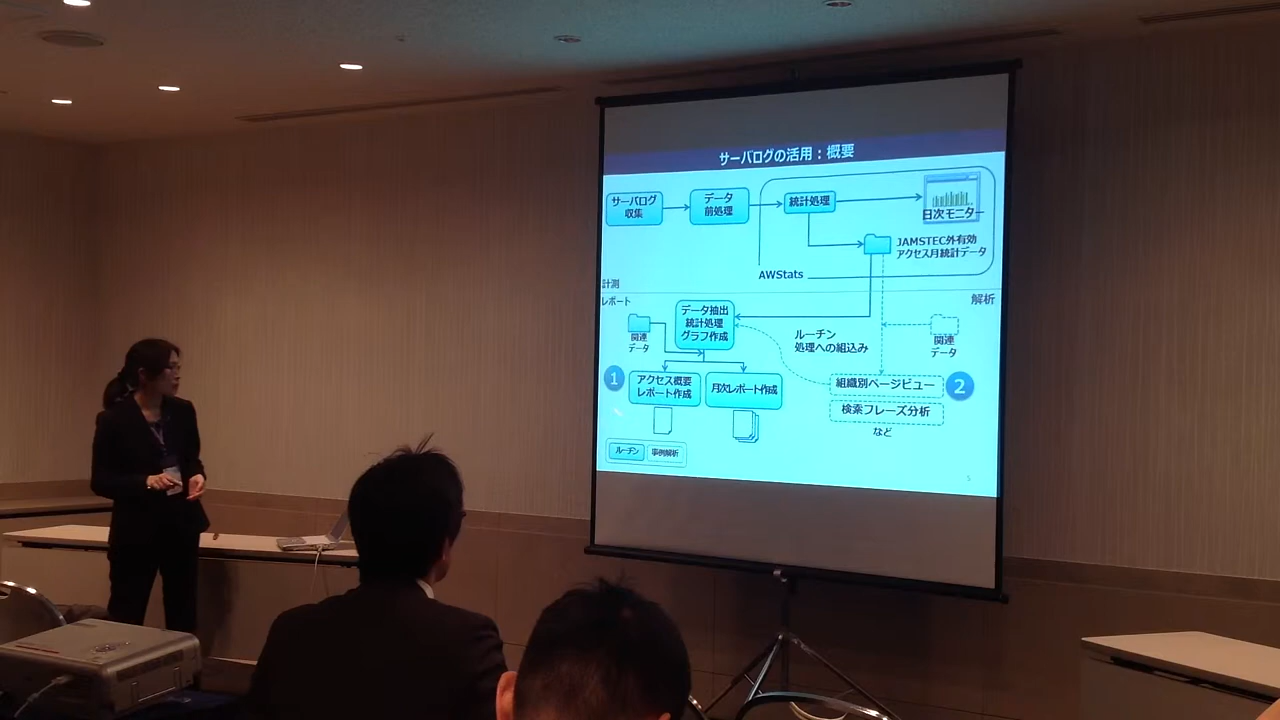 サーバログの活用：概要
サーバログ
収集
データ
前処理
統計処理
日次モニター
JAMSTEC外有効
アクセス月統計データ
AWStats
計測
レポート
解析
データ抽出
統計処理
グラフ作成
関連
データ
ルーチン
処理への組込み
関連
データ
1
アクセス概要
レポート作成
月次レポート作成
組織別ページビュー
2
検索フレーズ分析
など
ルーチン
事例解析
5